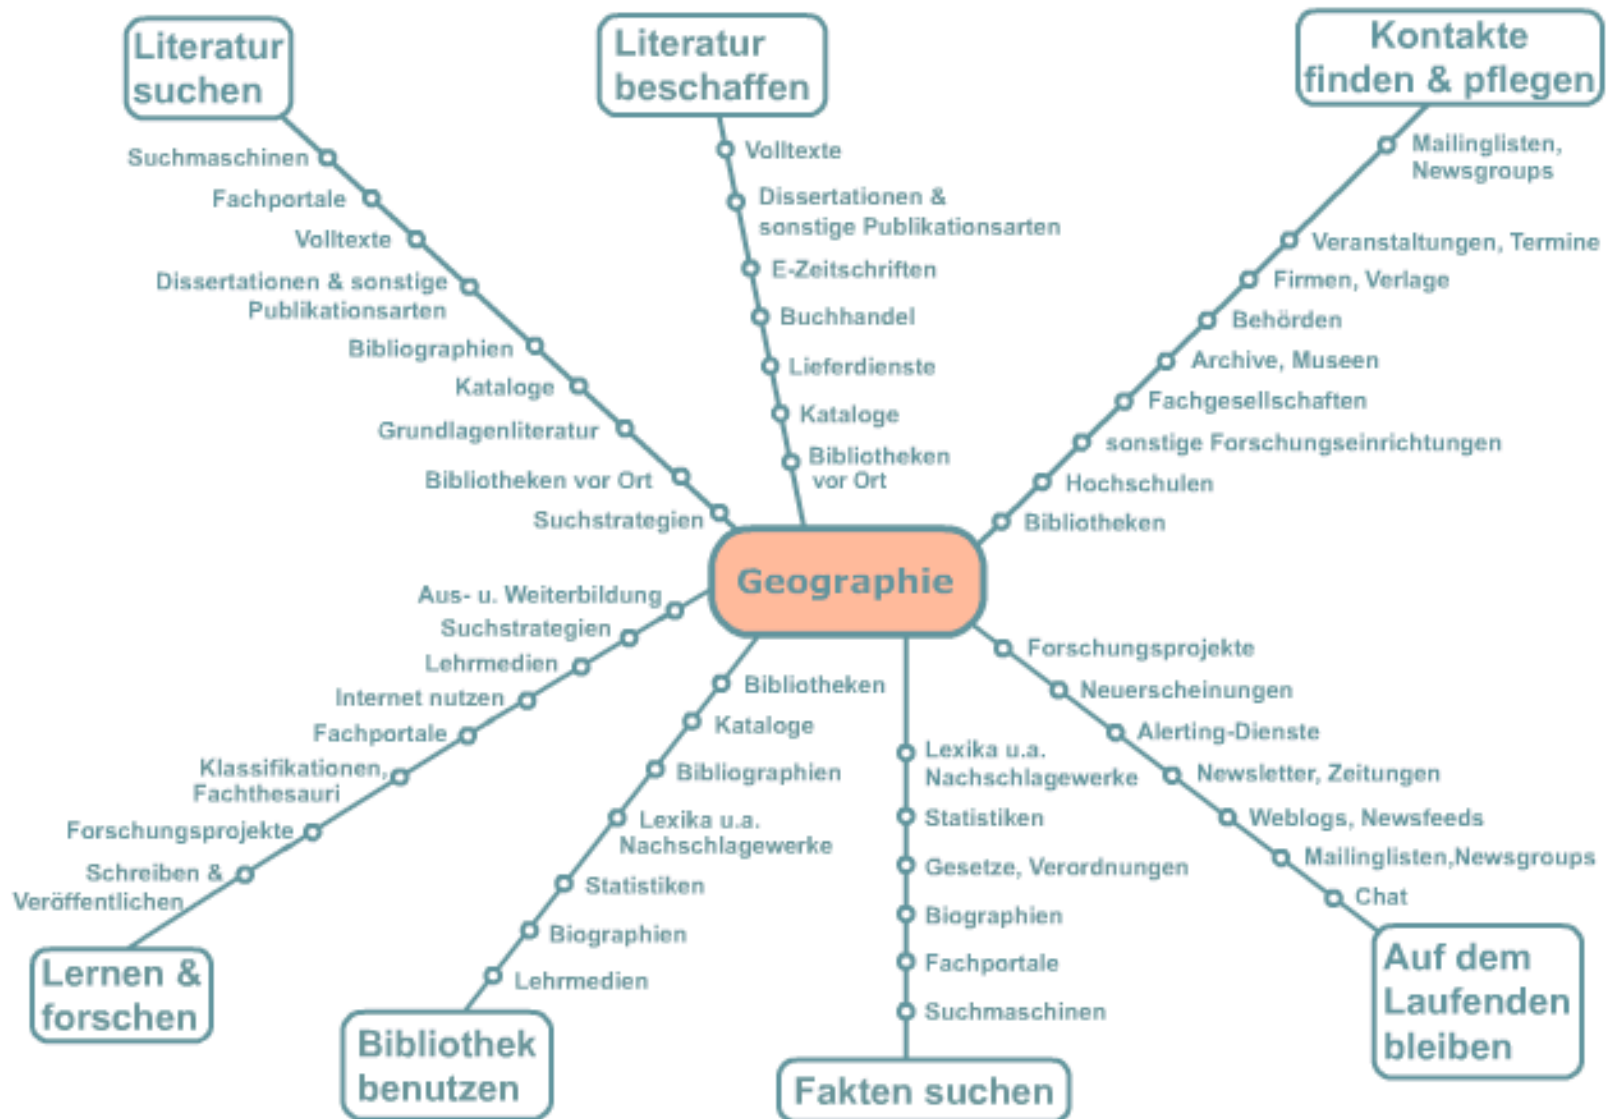 Literatur
suchen
Suchmaschinen
Fachportale
Volltexte
Dissertationen & sonstige
Publikationsarten
Bibliographien
Kataloge
Grundlagenliteratur
Bibliotheken vor Ort
Suchstrategien
Literatur
beschaffen
Volltexte
Dissertationen &
sonstige Publikationsarten
E-Zeitschriften
Buchhandel
Lieferdienste
Kataloge
Bibliotheken
vor Ort
Kontakte
finden & pflegen
Mailinglisten,
Newsgroups
Veranstaltungen, Termine
Firmen, Verlage
Behörden
Archive, Museen
Fachgesellschaften
sonstige Forschungseinrichtungen
Hochschulen
Bibliotheken
Geographie
Aus- u. Weiterbildung
Suchstrategien
Lehrmedien
Internet nutzen
Fachportale
Klassifikationen,
Fachthesauri
Forschungsprojekte
Schreiben &
Veröffentlichen
Lernen &
forschen
Bibliotheken
Kataloge
Bibliographien
Lexika u.a.
Nachschlagewerke
Statistiken
Biographien
Lehrmedien
Bibliothek
benutzen
Lexika u.a.
Nachschlagewerke
Statistiken
Gesetze, Verordnungen
Biographien
Fachportale
Suchmaschinen
Fakten suchen
Forschungsprojekte
Neuerscheinungen
Alerting-Dienste
Newsletter, Zeitungen
Weblogs, Newsfeeds
Mailinglisten,Newsgroups
Chat
Auf dem
Laufenden
bleiben